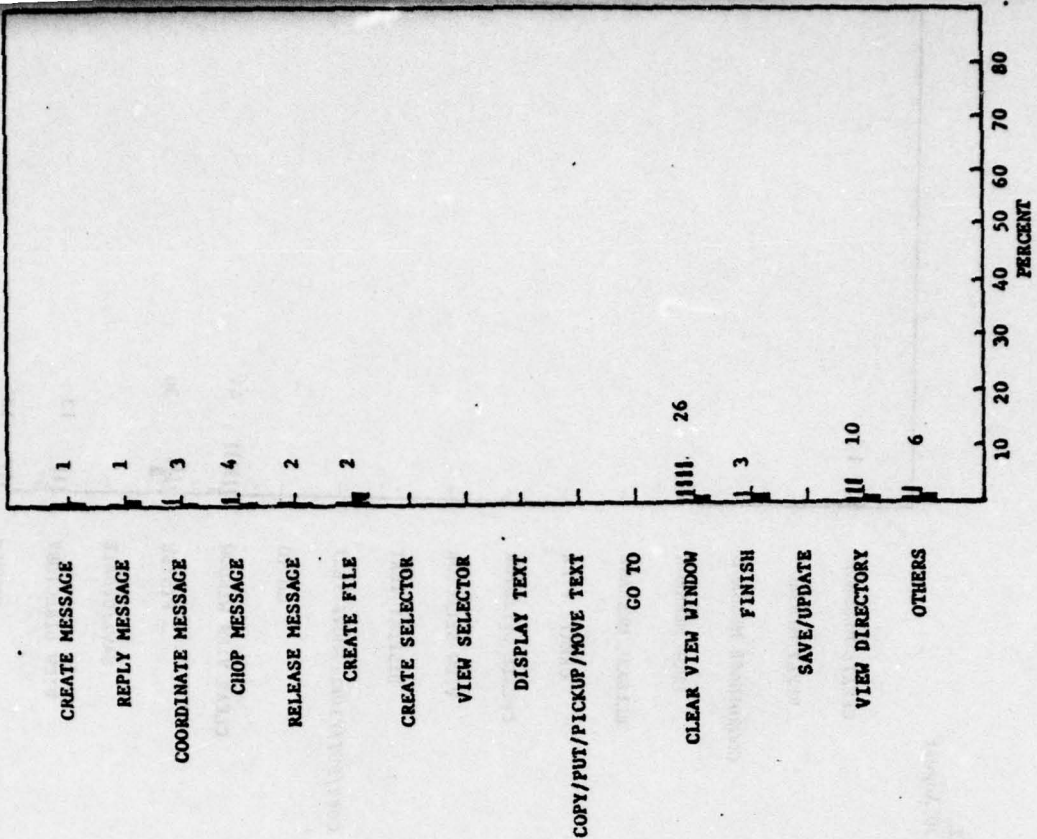 CREATE MESSAGE 1
REPLY MESSAGE 1
COORDINATE MESSAGE 3
CHOP MESSAGE 4
RELEASE MESSAGE 2
CREATE FILE 2
CREATE SELECTOR
VIEW SELECTOR
DISPLAY TEXT
COPY/PUT/PICKUP/MOVE TEXT
GO TO
CLEAR VIEW WINDOW 26
FINISH 3
SAVE/UPDATE
VIEW DIRECTORY 10
OTHERS 6
10 20 30 40 50 60 70 80
PERCENT